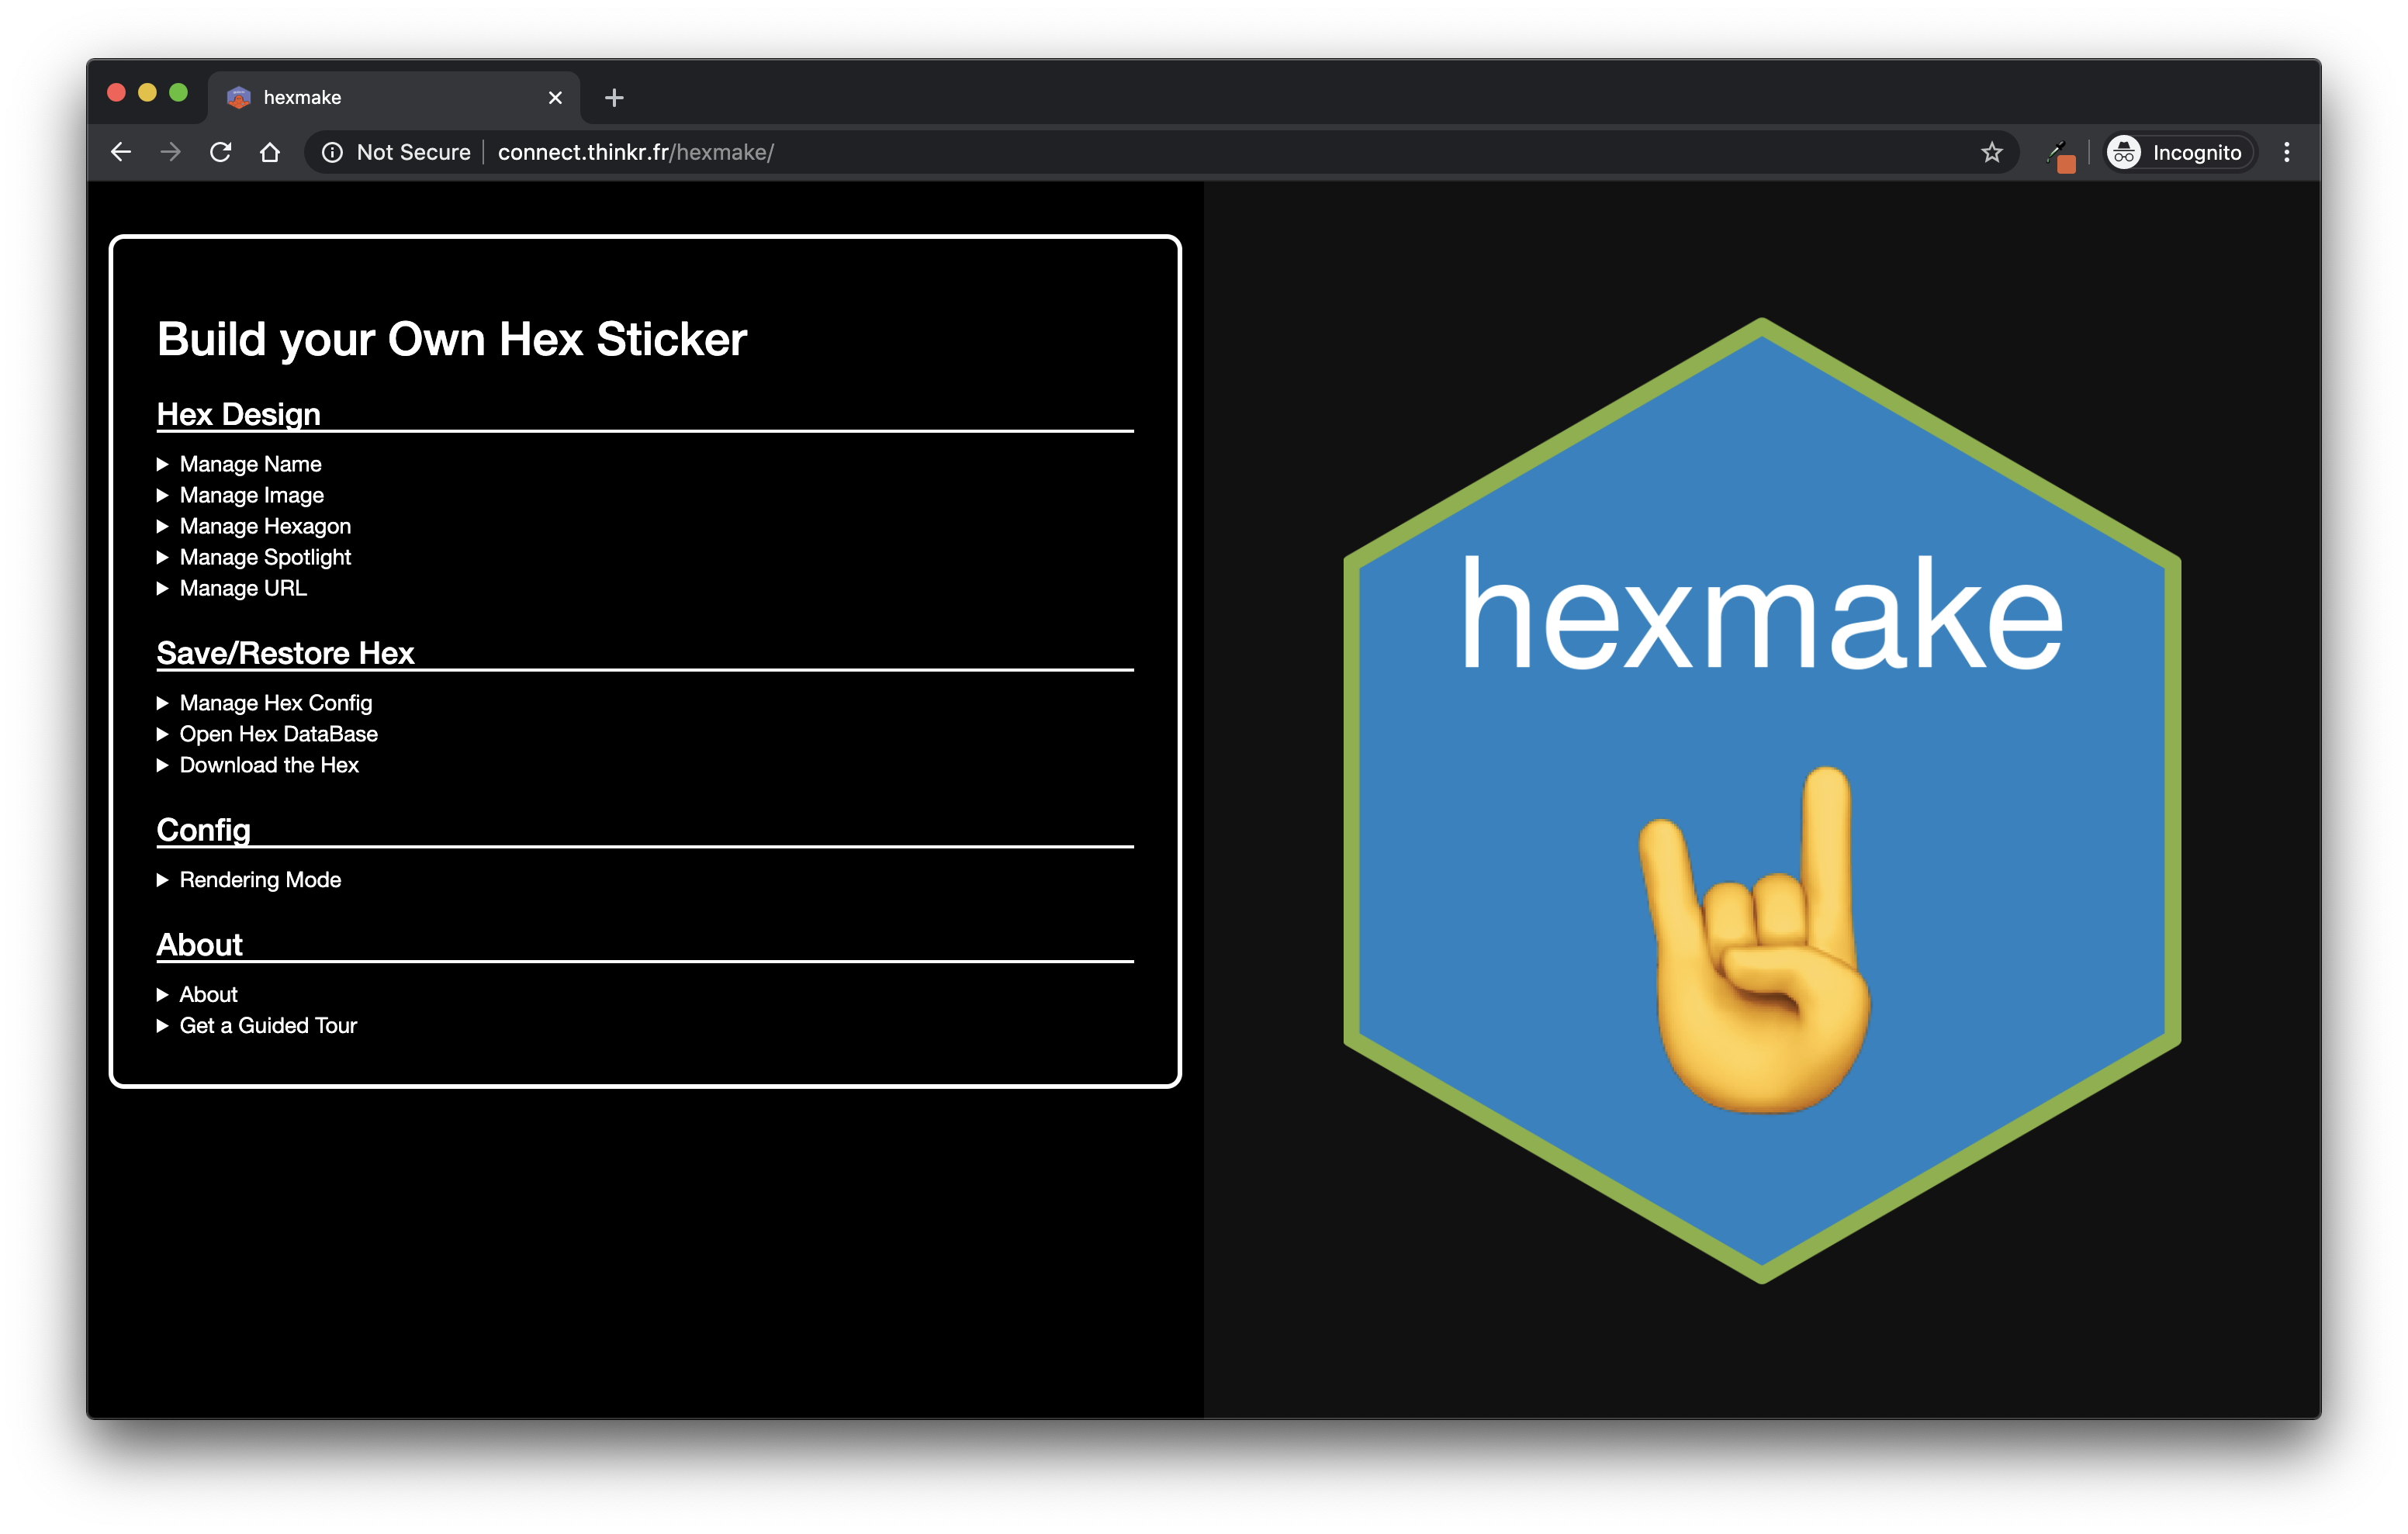 hexmake
Not Secure connect.thinkr.fr/hexmake/ Incognito
Build your Own Hex Sticker
Hex Design
Manage Name
Manage Image
Manage Hexagon
Manage Spotlight
Manage URL
Save/Restore Hex
Manage Hex Config
Open Hex DataBase
Download the Hex
Config
Rendering Mode
About
About
Get a Guided Tour
hexmake